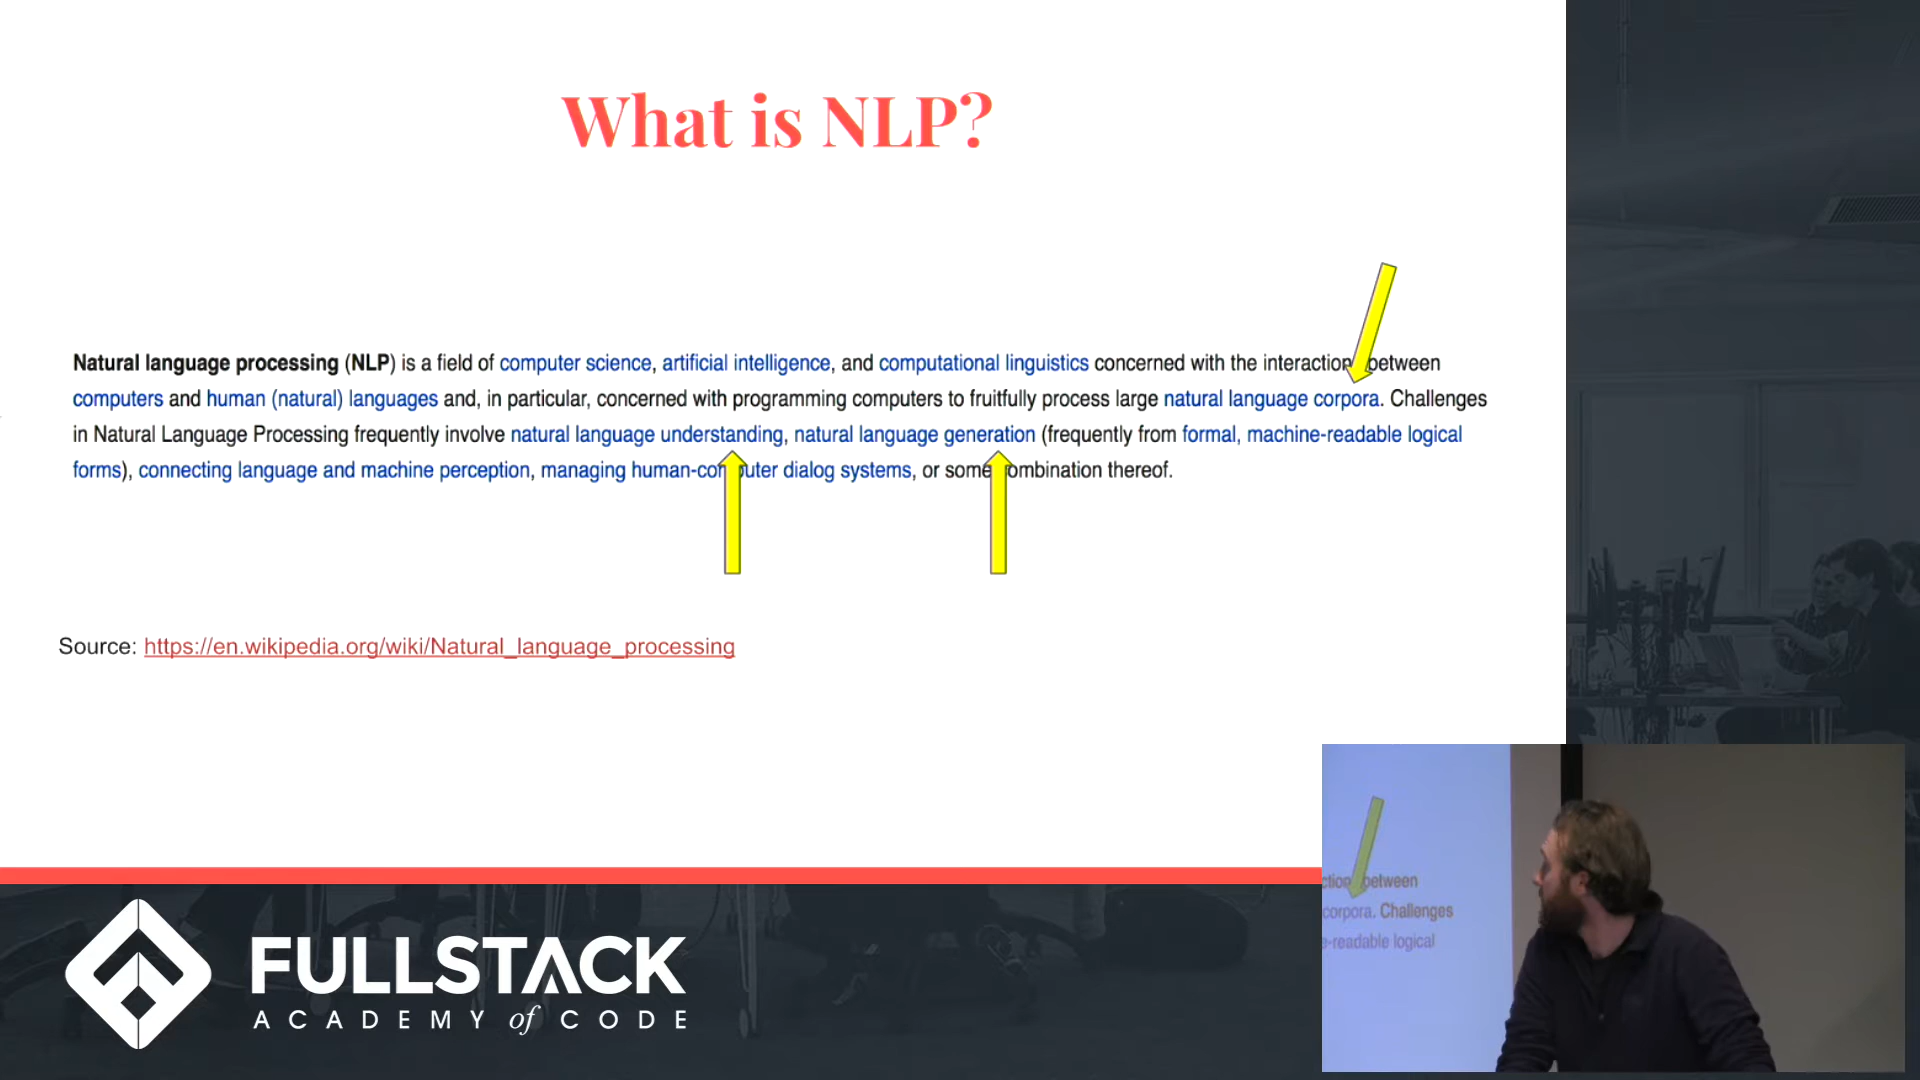 What is NLP?
Natural language processing (NLP) is a field of computer science, artificial intelligence, and computational linguistics concerned with the interaction between
computers and human (natural) languages and, in particular, concerned with programming computers to fruitfully process large natural language corpora. Challenges
in Natural Language Processing frequently involve natural language understanding, natural language generation (frequently from formal, machine-readable logical
forms), connecting language and machine perception, managing human-computer dialog systems, or some combination thereof.
Source: https://en.wikipedia.org/wiki/Natural_language_processing
ction between
corpora. Challenges
e-readable logical
FULLSTACK
ACADEMY of CODE